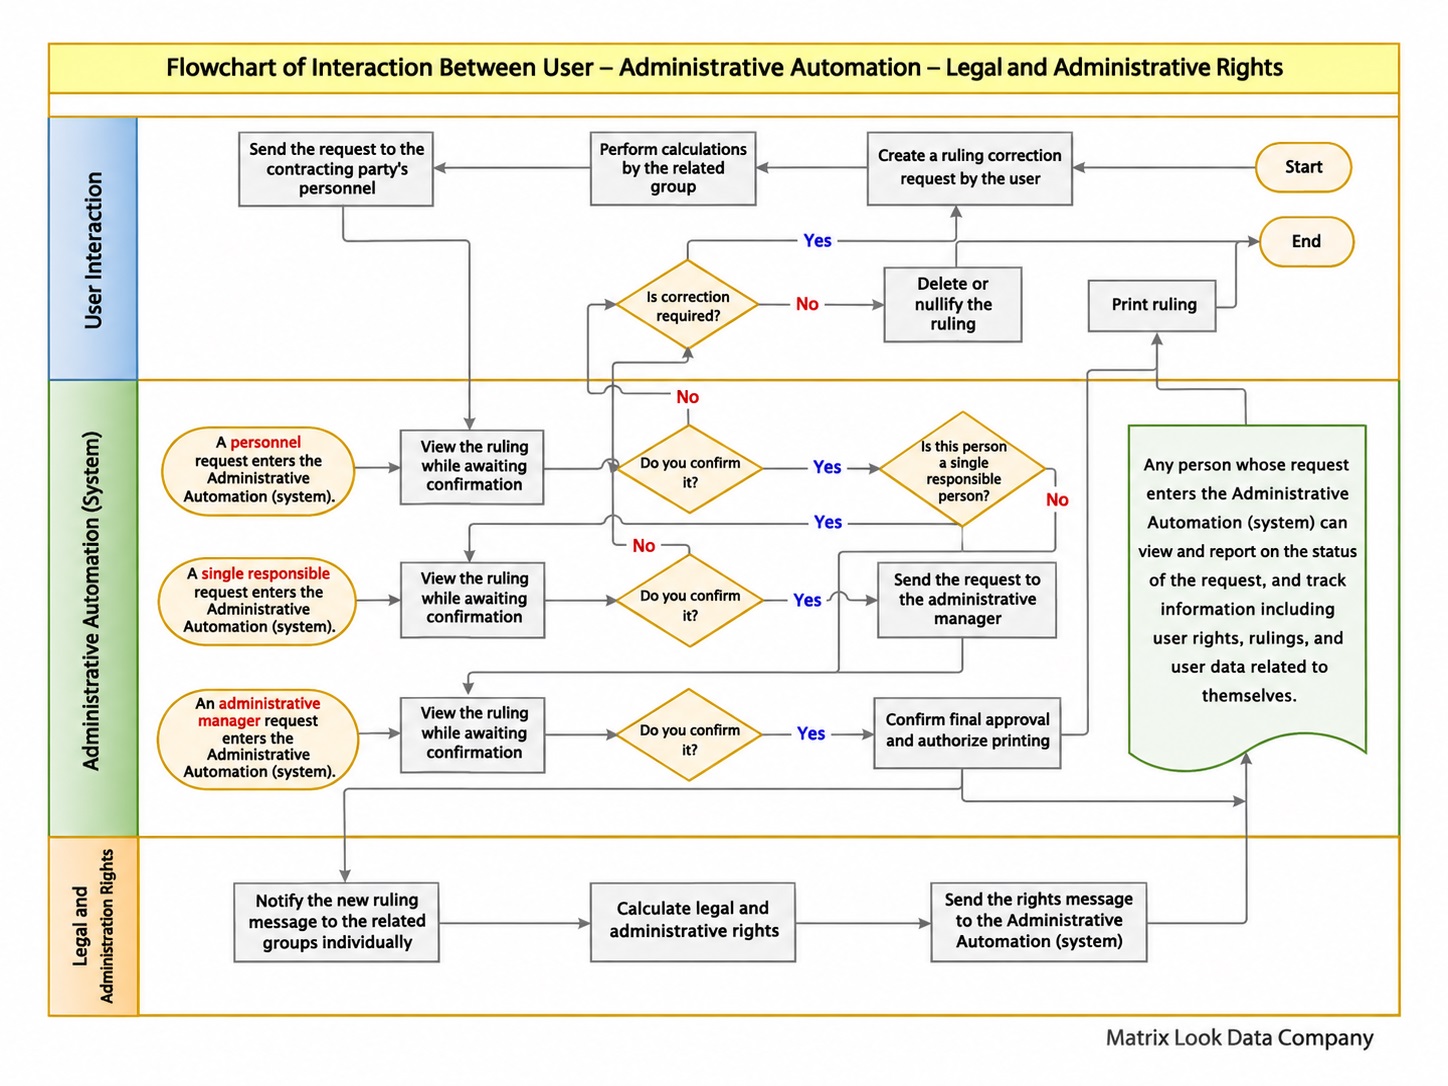 Flowchart of Interaction Between User – Administrative Automation – Legal and Administrative Rights
User Interaction
Send the request to the
contracting party's
personnel
Perform calculations
by the related
group
Create a ruling correction
request by the user
Start
End
Yes
Is correction
required?
No
Delete or
nullify the
ruling
Print ruling
Administrative Automation (System)
No
A personnel
request enters the
Administrative
Automation (system).
View the ruling
while awaiting
confirmation
Do you confirm
it?
Yes
Is this person
a single
responsible
person?
No
Yes
No
A single responsible
request enters the
Administrative
Automation (system).
View the ruling
while awaiting
confirmation
Do you confirm
it?
Yes
Send the request to
the administrative
manager
An administrative
manager request
enters the
Administrative
Automation (system).
View the ruling
while awaiting
confirmation
Do you confirm
it?
Yes
Confirm final approval
and authorize printing
Any person whose request
enters the Administrative
Automation (system) can
view and report on the status
of the request, and track
information including
user rights, rulings, and
user data related to
themselves.
Legal and
Administration Rights
Notify the new ruling
message to the related
groups individually
Calculate legal and
administrative rights
Send the rights message
to the Administrative
Automation (system)
Matrix Look Data Company